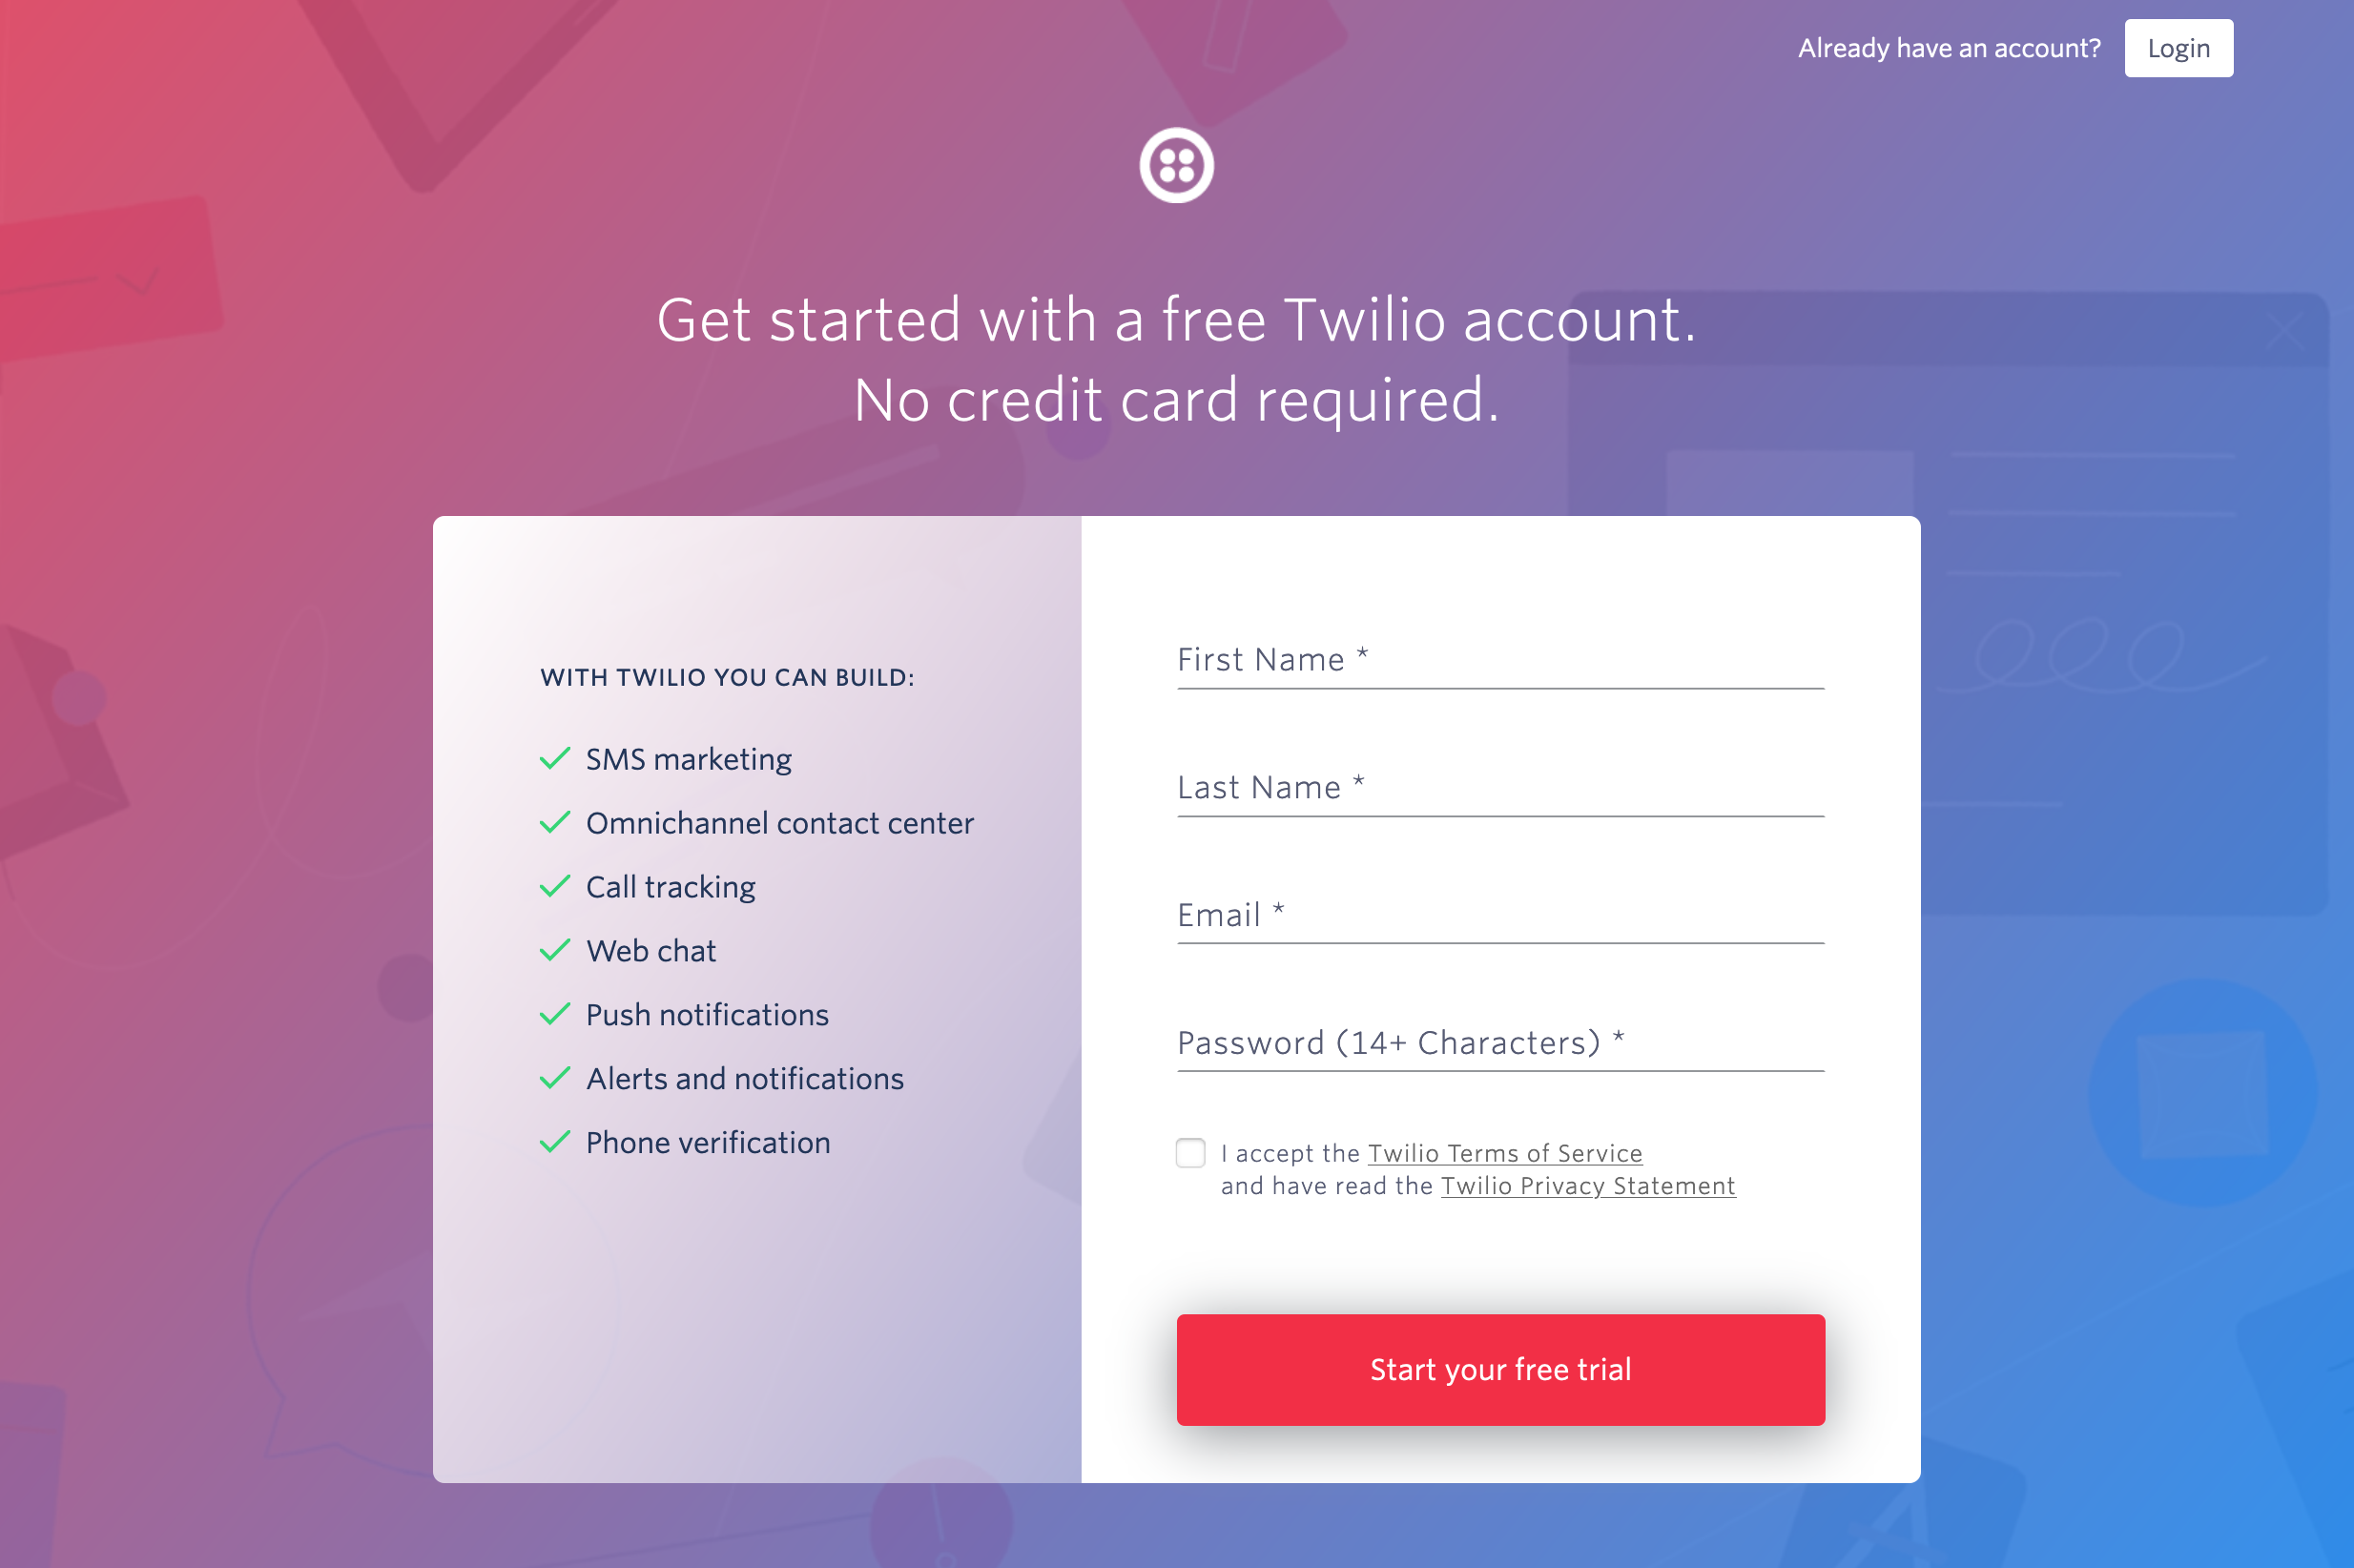 Already have an account?
Login
Get started with a free Twilio account.
No credit card required.
WITH TWILIO YOU CAN BUILD:
SMS marketing
Omnichannel contact center
Call tracking
Web chat
Push notifications
Alerts and notifications
Phone verification
First Name *
Last Name *
Email *
Password (14+ Characters) *
I accept the Twilio Terms of Service
and have read the Twilio Privacy Statement
Start your free trial